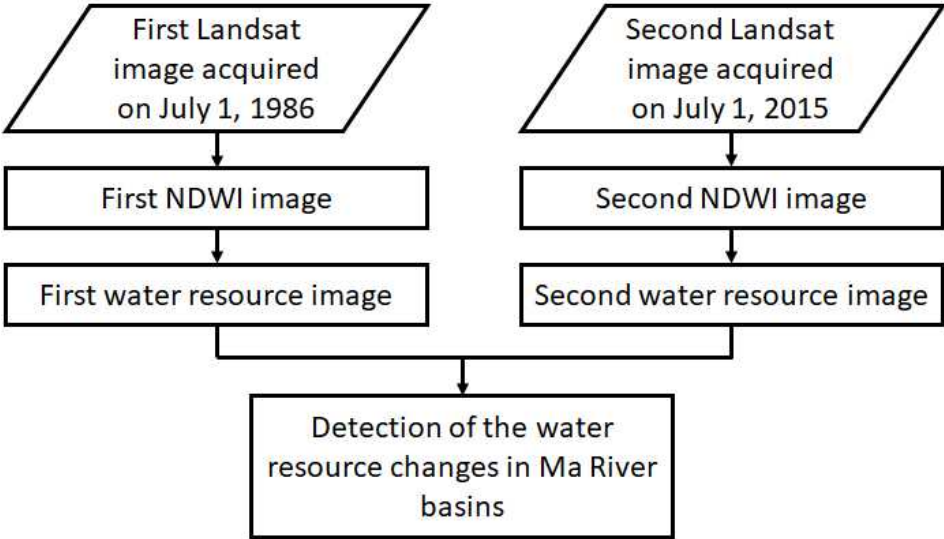 First Landsat
image acquired
on July 1, 1986
Second Landsat
image acquired
on July 1, 2015
First NDWI image
Second NDWI image
First water resource image
Second water resource image
Detection of the water
resource changes in Ma River
basins